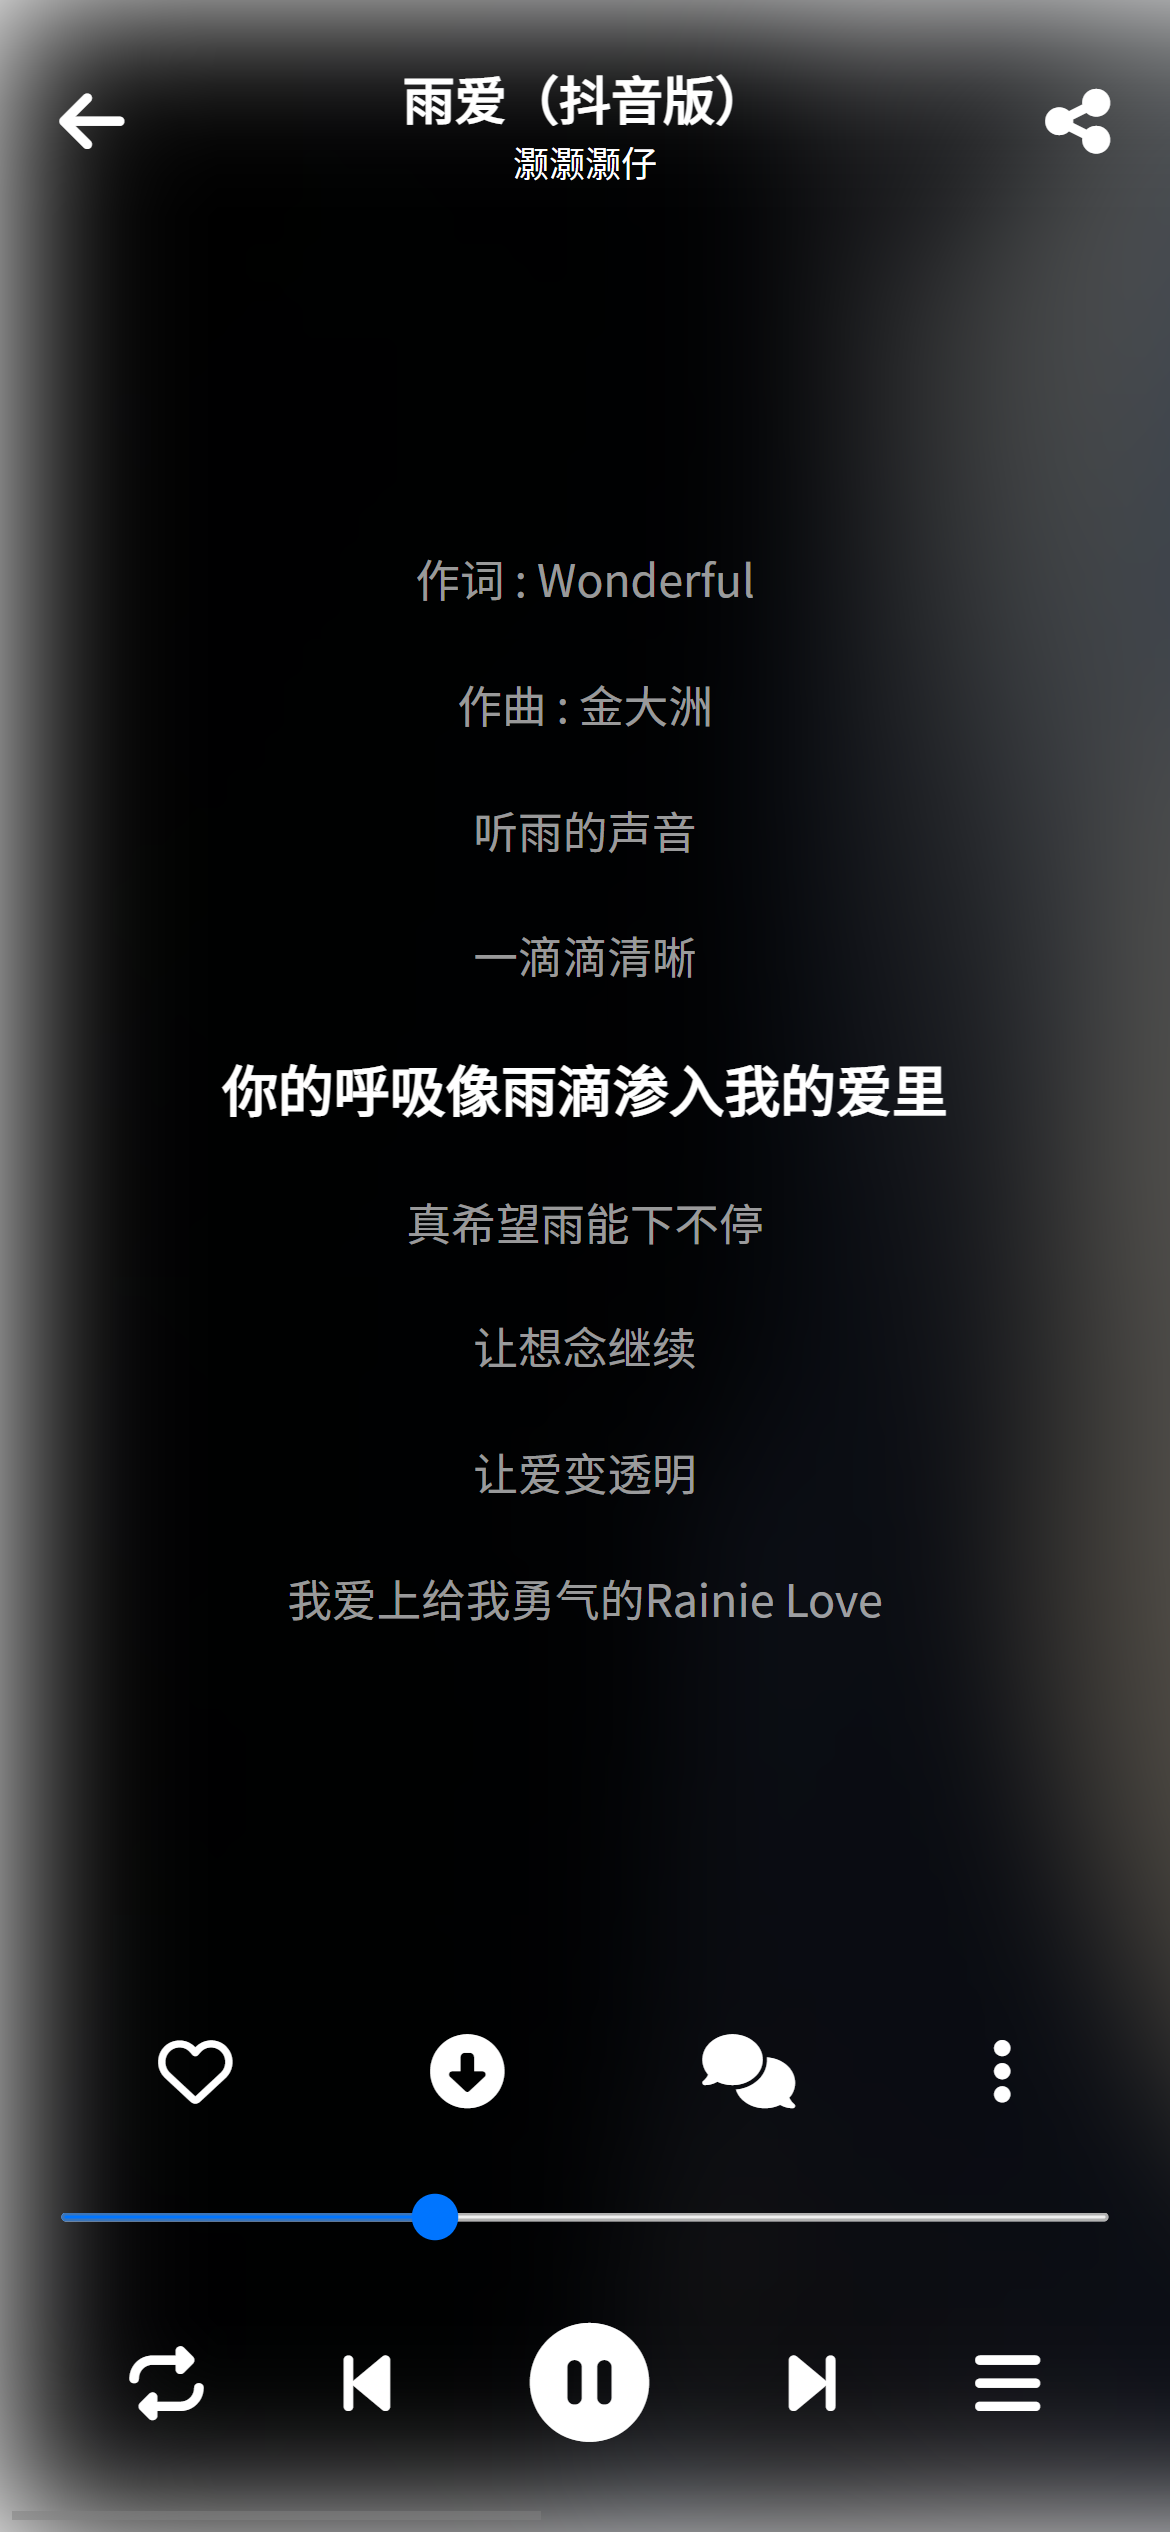 雨爱（抖音版）
灏灏灏仔
作词 : Wonderful
作曲 : 金大洲
听雨的声音
一滴滴清晰
你的呼吸像雨滴渗入我的爱里
真希望雨能下不停
让想念继续
让爱变透明
我爱上给我勇气的Rainie Love